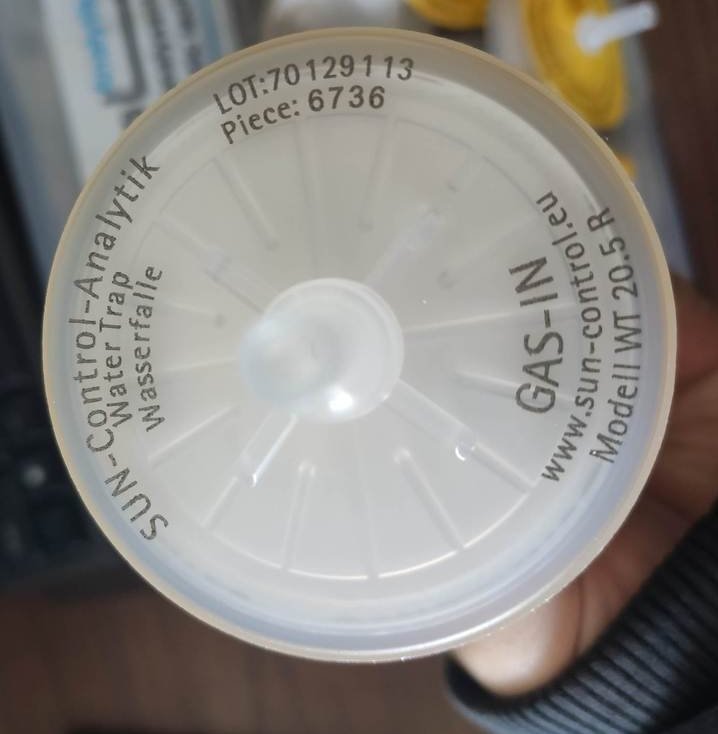 LOT:70129113
Piece: 6736
SUN-Control-Analytik
Water Trap
Wasserfalle
GAS-IN
www.sun-control.eu
Modell WT 20.5 R